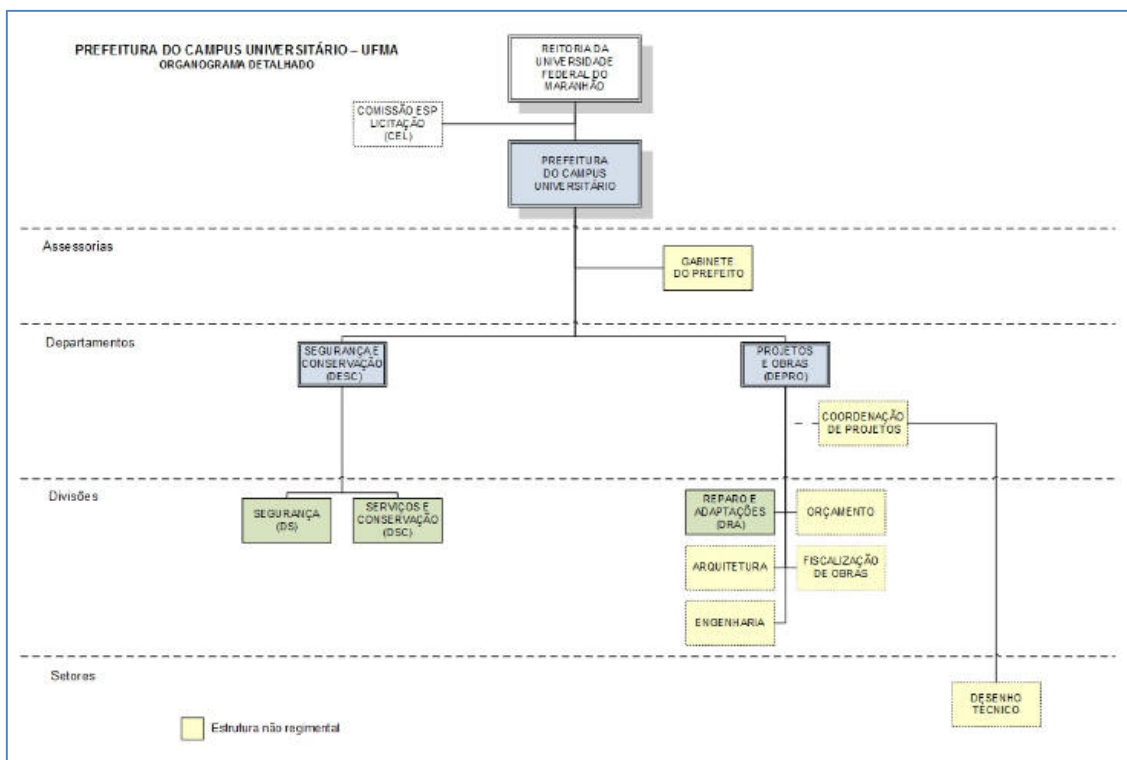 PREFEITURA DO CAMPUS UNIVERSITÁRIO – UFMA
ORGANOGRAMA DETALHADO
REITORIA DA
UNIVERSIDADE
FEDERAL DO
MARANHÃO
COMISSÃO ESP
LICITAÇÃO
(CEL)
PREFEITURA
DO CAMPUS
UNIVERSITÁRIO
Assessorias
GABINETE
DO PREFEITO
Departamentos
SEGURANÇA E
CONSERVAÇÃO
(DESC)
PROJETOS
E OBRAS
(DEPRO)
COORDENAÇÃO
DE PROJETOS
Divisões
SEGURANÇA
(DS)
SERVIÇOS E
CONSERVAÇÃO
(DSC)
REPARO E
ADAPTAÇÕES
(DRA)
ORÇAMENTO
ARQUITETURA
FISCALIZAÇÃO
DE OBRAS
ENGENHARIA
Setores
DESENHO
TÉCNICO
Estrutura não regimental